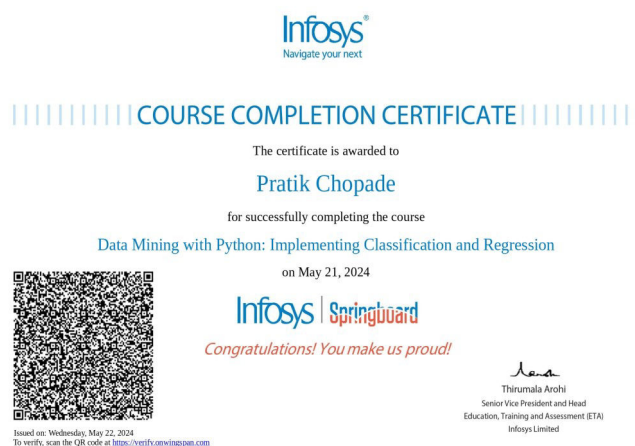 Infosys®
Navigate your next
COURSE COMPLETION CERTIFICATE
The certificate is awarded to
Pratik Chopade
for successfully completing the course
Data Mining with Python: Implementing Classification and Regression
on May 21, 2024
Infosys | Springboard
Congratulations! You make us proud!
Thirumala Arohi
Senior Vice President and Head
Education, Training and Assessment (ETA)
Infosys Limited
Issued on: Wednesday, May 22, 2024
To verify, scan the QR code at https://verify.onwingspan.com